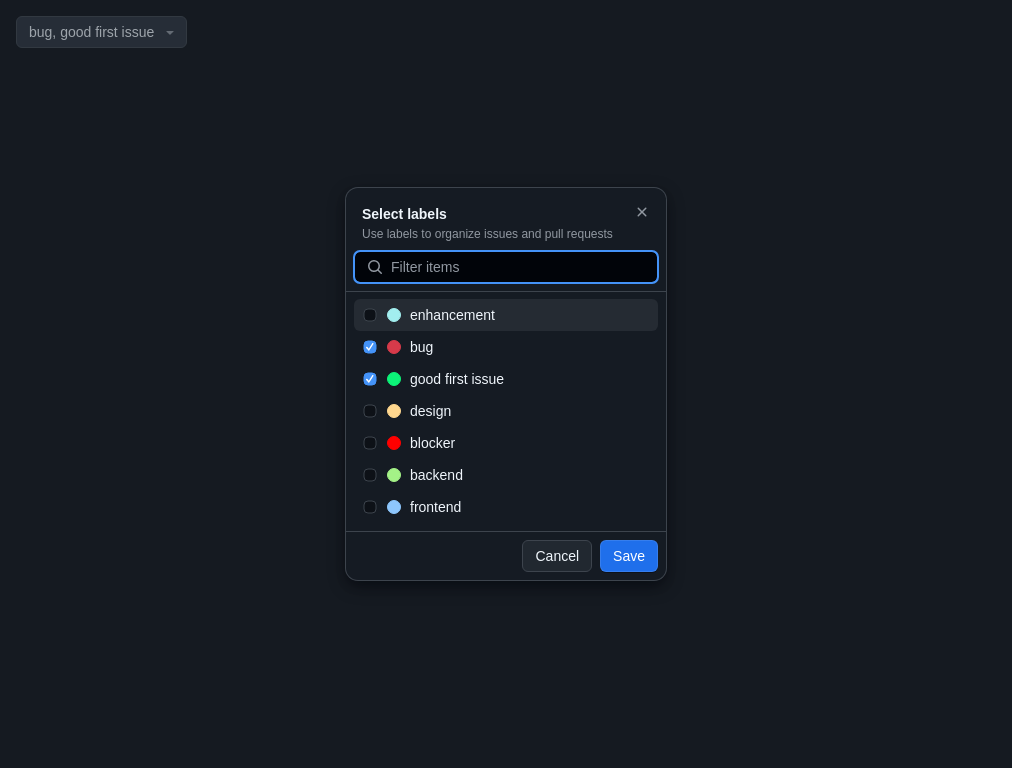 bug, good first issue
Select labels
Use labels to organize issues and pull requests
Filter items
enhancement
bug
good first issue
design
blocker
backend
frontend
Cancel Save